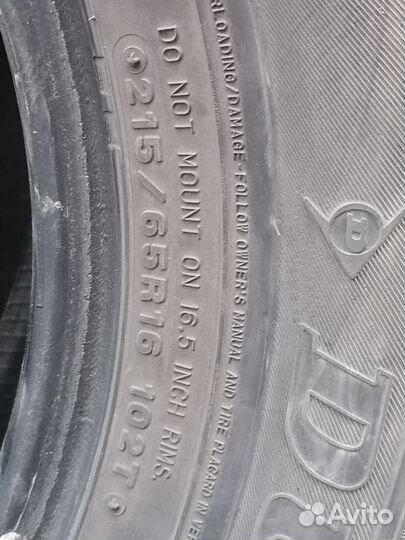 RLOADING/DAMAGE-FOLLOW OWNER'S MANUAL AND TIRE PLACARD IN VE
DO NOT MOUNT ON 16.5 INCH RIMS.
215/65R16 102T
D
D
Avito